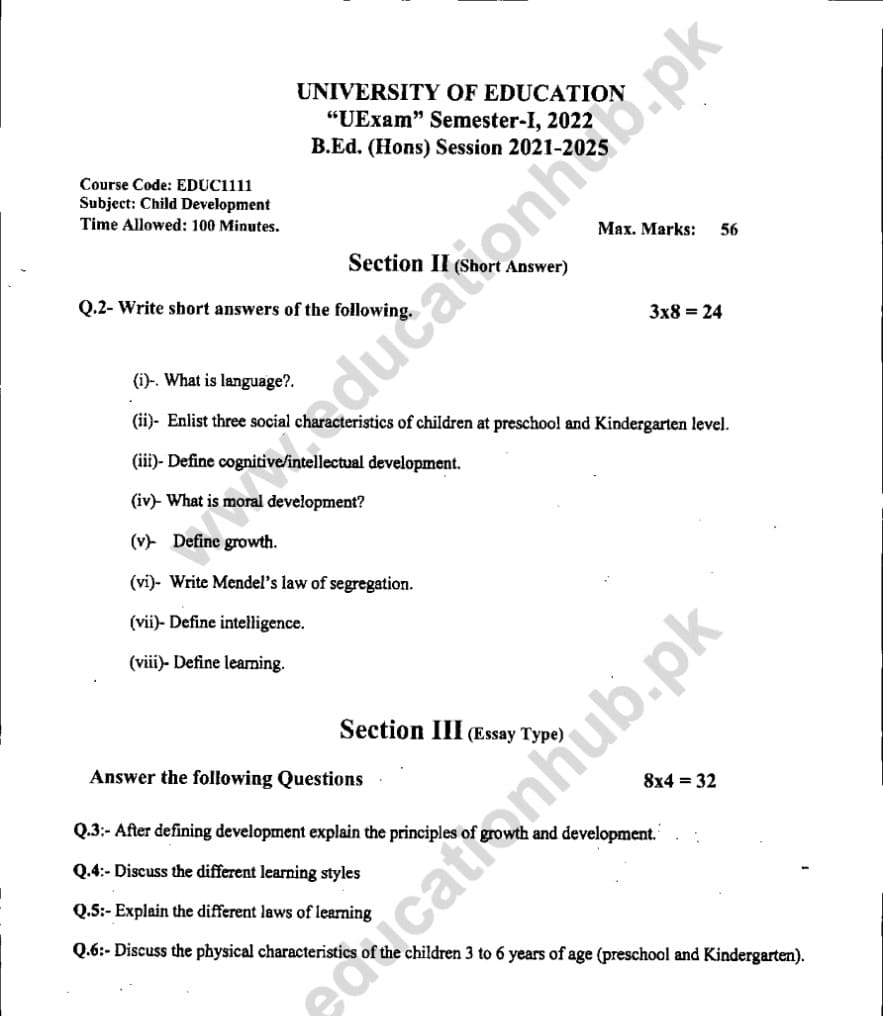 UNIVERSITY OF EDUCATION
“UExam” Semester-I, 2022
B.Ed. (Hons) Session 2021-2025
Course Code: EDUC1111
Subject: Child Development
Time Allowed: 100 Minutes.
Max. Marks: 56
Section II (Short Answer)
Q.2- Write short answers of the following. 3x8 = 24
(i)-. What is language?.
(ii)- Enlist three social characteristics of children at preschool and Kindergarten level.
(iii)- Define cognitive/intellectual development.
(iv)- What is moral development?
(v)- Define growth.
(vi)- Write Mendel’s law of segregation.
(vii)- Define intelligence.
(viii)- Define learning.
Section III (Essay Type)
Answer the following Questions 8x4 = 32
Q.3:- After defining development explain the principles of growth and development.
Q.4:- Discuss the different learning styles
Q.5:- Explain the different laws of learning
Q.6:- Discuss the physical characteristics of the children 3 to 6 years of age (preschool and Kindergarten).
www.educationhub.pk
educationhub.pk